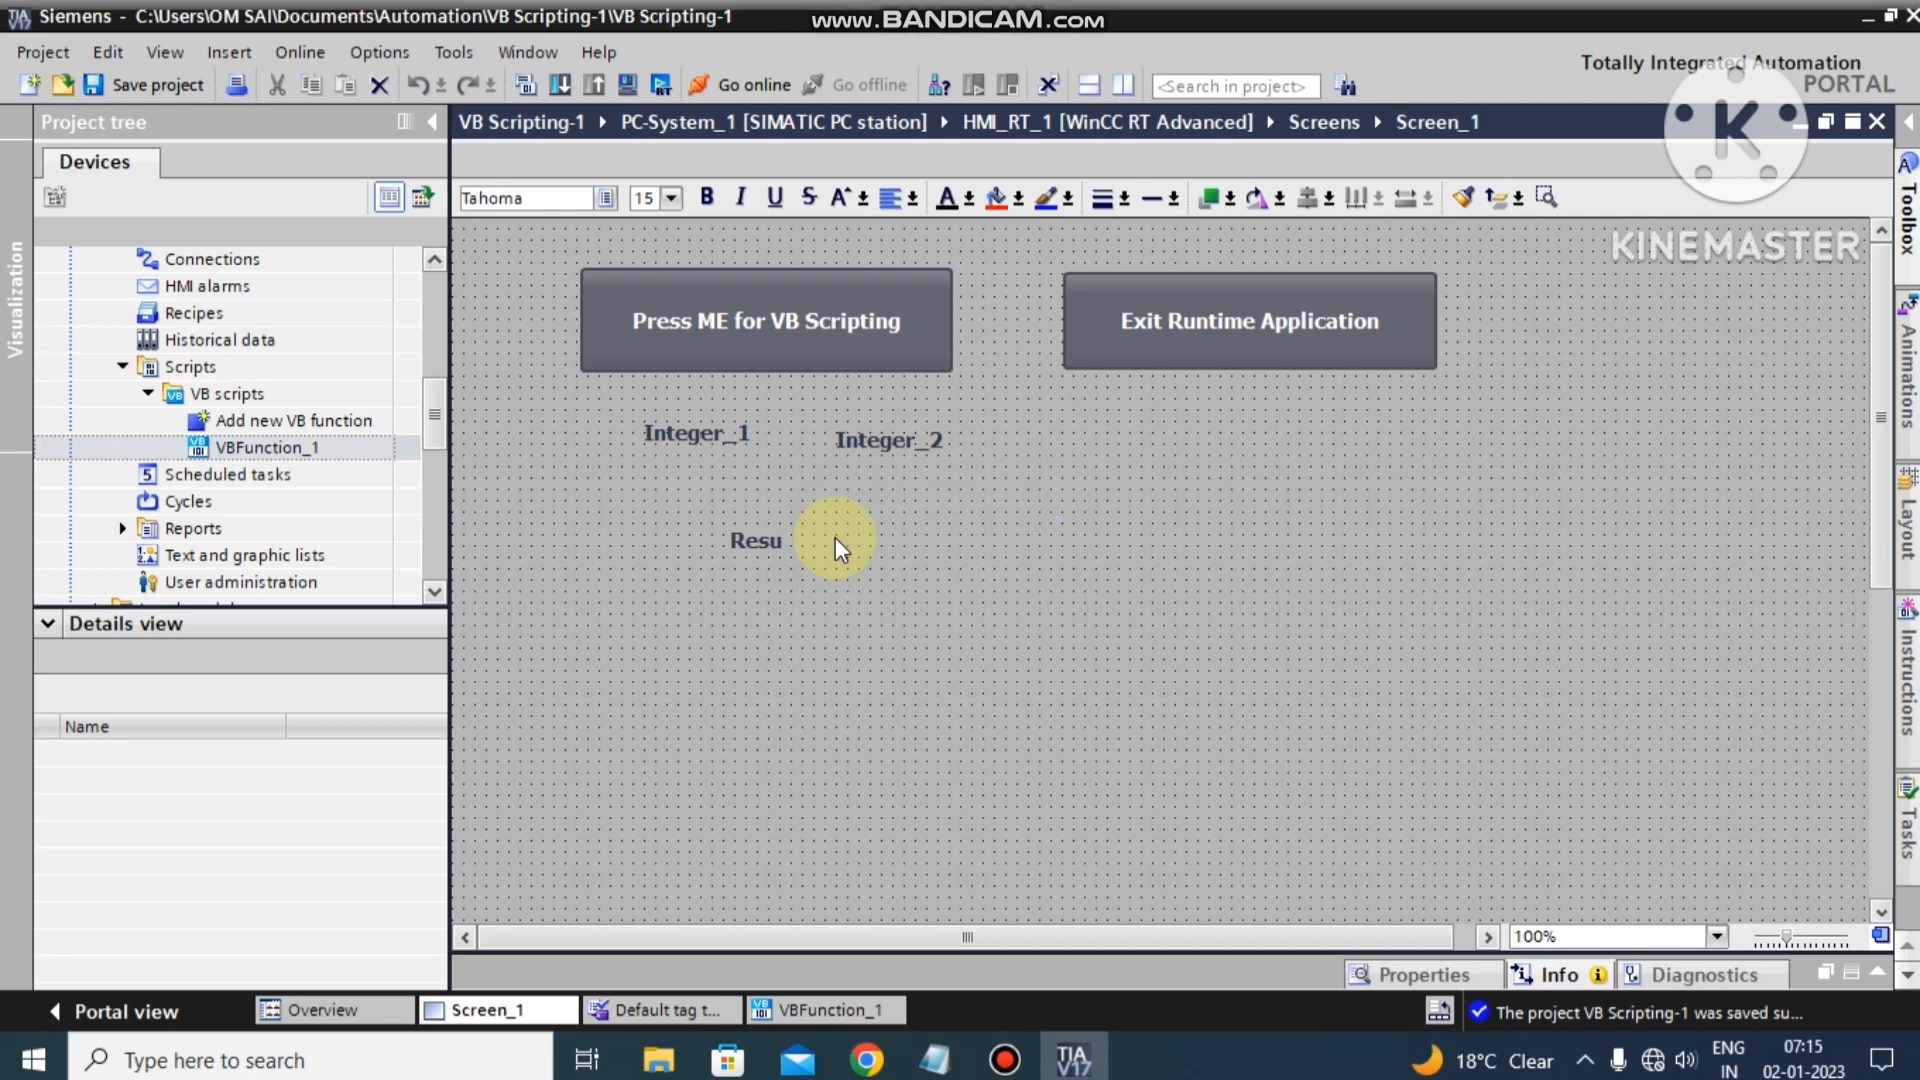 Siemens - C:\Users\OM SAI\Documents\Automation\VB Scripting-1\VB Scripting-1
www.BANDICAM.com
Project Edit View Insert Online Options Tools Window Help
Totally Integrated Automation
PORTAL
Save project
Go online
Go offline
<Search in project>
Project tree
VB Scripting-1 PC-System_1 [SIMATIC PC station] HMI_RT_1 [WinCC RT Advanced] Screens Screen_1
Devices
Tahoma
15
B I U S A
KINEMASTER
Visualization
Connections
HMI alarms
Recipes
Historical data
Scripts
VB scripts
Add new VB function
VBFunction_1
Scheduled tasks
Cycles
Reports
Text and graphic lists
User administration
Press ME for VB Scripting
Exit Runtime Application
Integer_1
Integer_2
Resu
Toolbox
Animations
Layout
Instructions
Tasks
Details view
Name
100%
Properties
Info
Diagnostics
Portal view
Overview
Screen_1
Default tag t...
VBFunction_1
The project VB Scripting-1 was saved su...
Type here to search
TIA
V17
18°C Clear
ENG
IN
07:15
02-01-2023